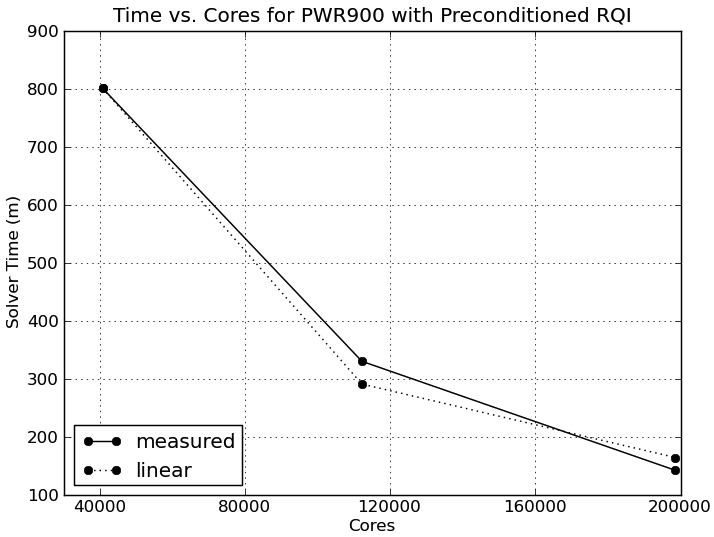 Time vs. Cores for PWR900 with Preconditioned RQI
900
800
700
600
500
400
300
200
100
Solver Time (m)
measured
linear
40000
80000
120000
160000
200000
Cores